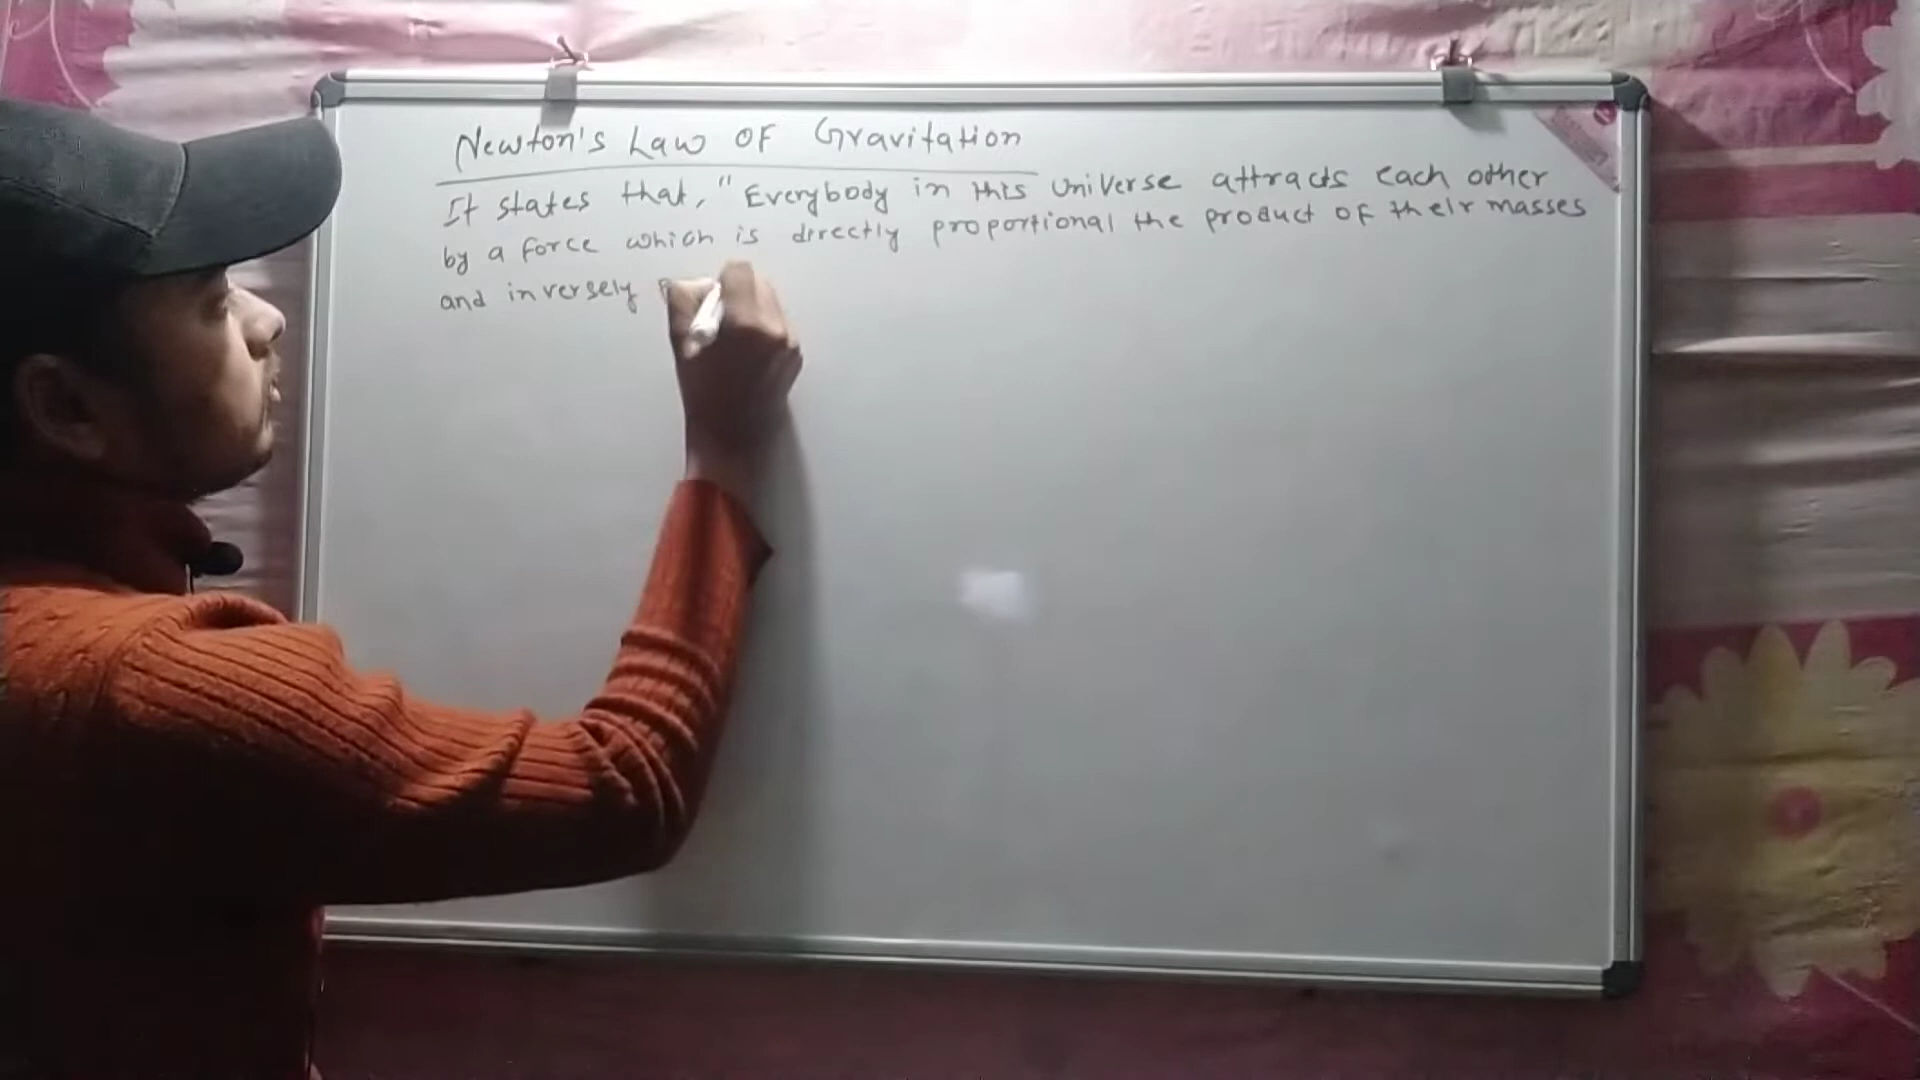 Newton's Law OF Gravitation
It states that, "Everybody in this universe attracts each other
by a force which is directly proportional the product of their masses
and inversely